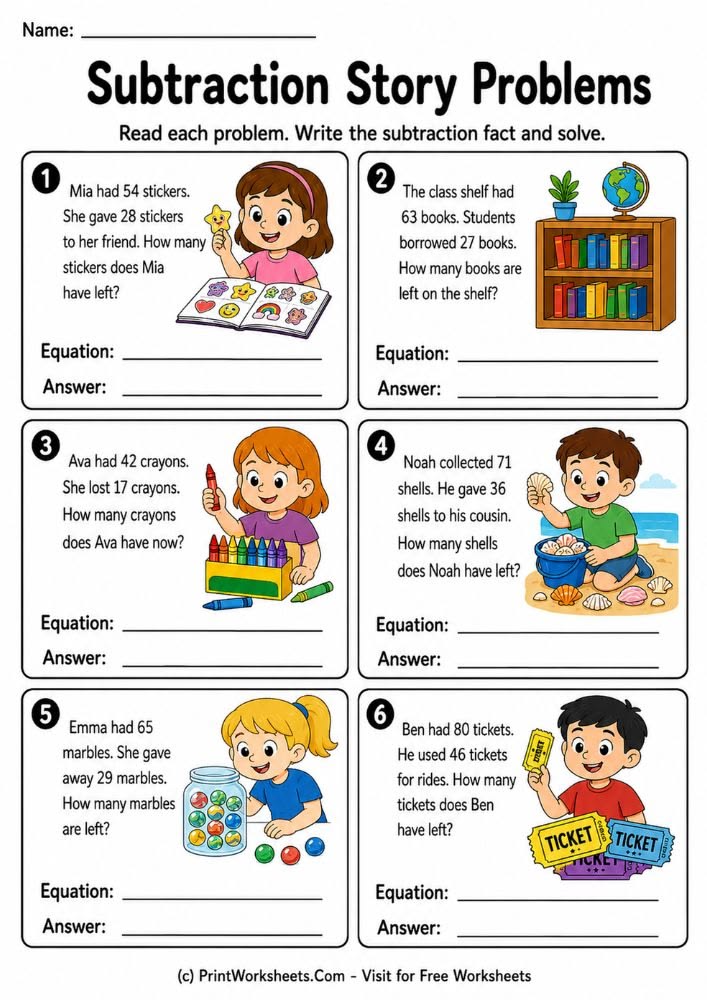 Name:
Subtraction Story Problems
Read each problem. Write the subtraction fact and solve.
1
Mia had 54 stickers.
She gave 28 stickers
to her friend. How many
stickers does Mia
have left?
Equation:
Answer:
2
The class shelf had
63 books. Students
borrowed 27 books.
How many books are
left on the shelf?
Equation:
Answer:
3
Ava had 42 crayons.
She lost 17 crayons.
How many crayons
does Ava have now?
Equation:
Answer:
4
Noah collected 71
shells. He gave 36
shells to his cousin.
How many shells
does Noah have left?
Equation:
Answer:
5
Emma had 65
marbles. She gave
away 29 marbles.
How many marbles
are left?
Equation:
Answer:
6
Ben had 80 tickets.
He used 46 tickets
for rides. How many
tickets does Ben
have left?
TICKET
TICKET
TICKET
Equation:
Answer:
(c) PrintWorksheets.Com - Visit for Free Worksheets